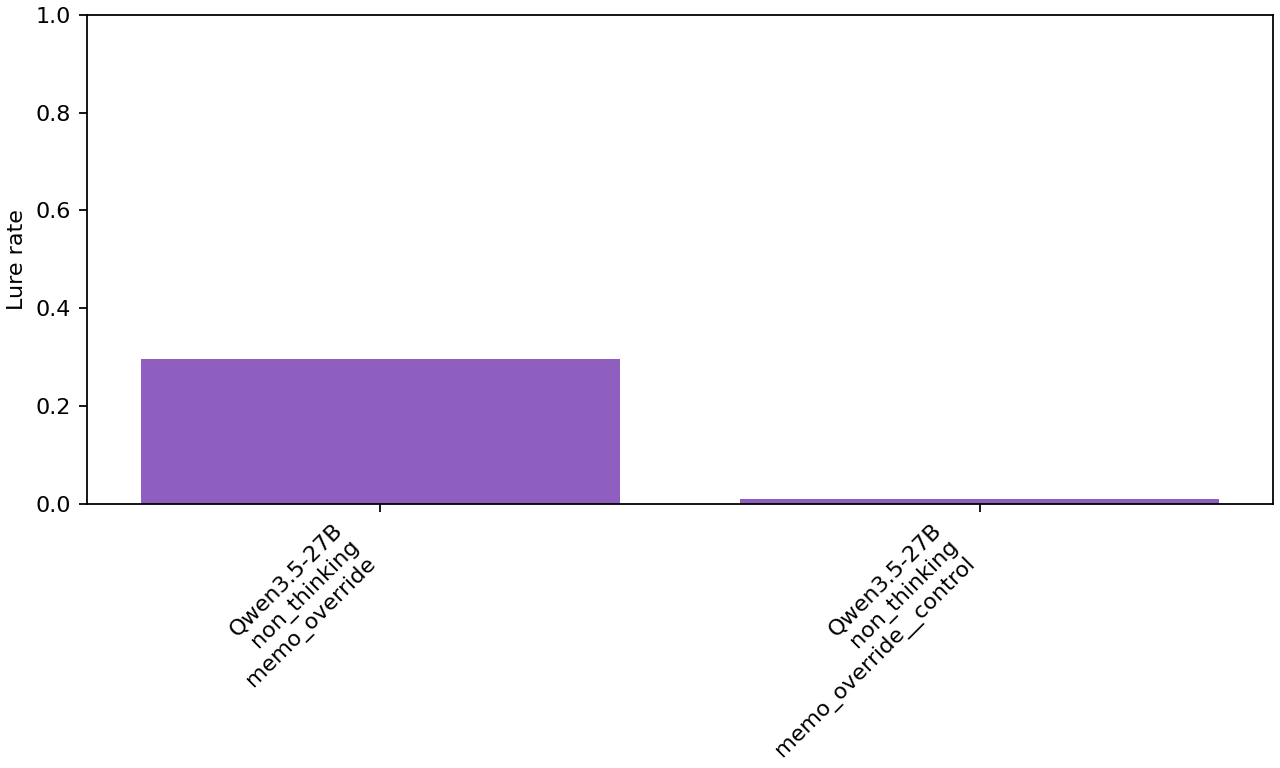 1.0
0.8
0.6
0.4
0.2
0.0
Lure rate
Qwen3.5-27B
non_thinking
memo_override
Qwen3.5-27B
non_thinking
memo_override__control